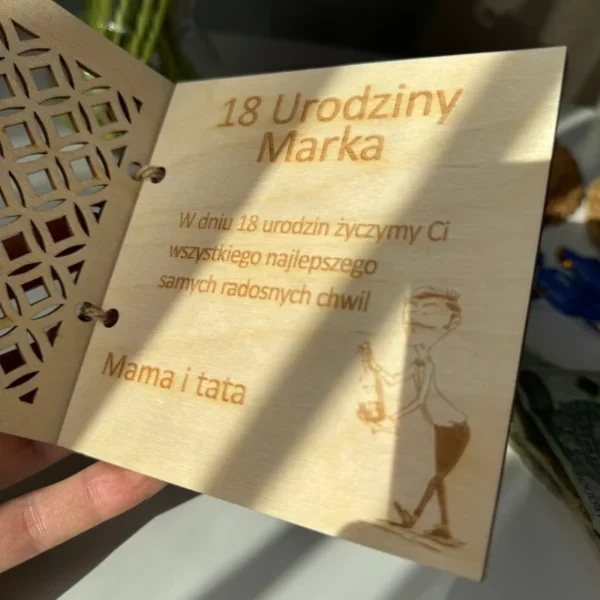 18 Urodziny
Marka
W dniu 18 urodzin życzymy Ci
wszystkiego najlepszego
samych radosnych chwil
Mama i tata